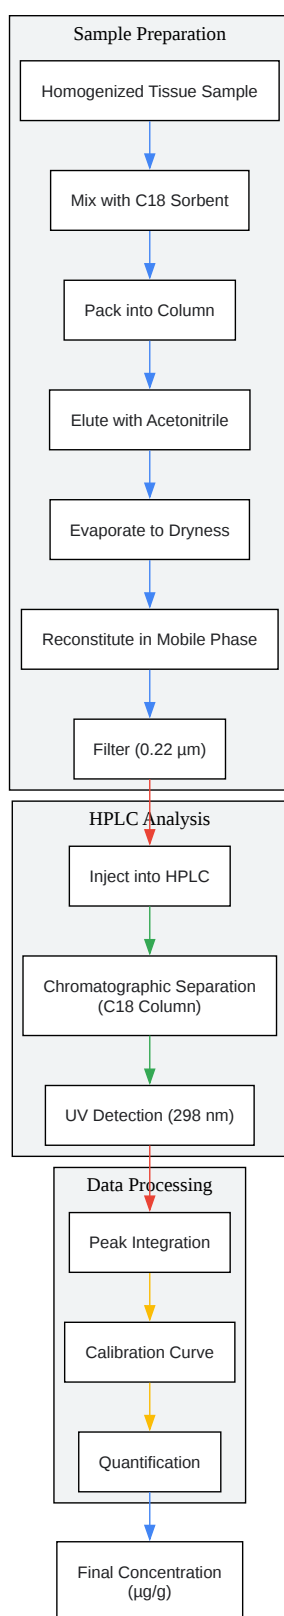 Sample Preparation
Homogenized Tissue Sample
Mix with C18 Sorbent
Pack into Column
Elute with Acetonitrile
Evaporate to Dryness
Reconstitute in Mobile Phase
Filter (0.22 µm)
HPLC Analysis
Inject into HPLC
Chromatographic Separation
(C18 Column)
UV Detection (298 nm)
Data Processing
Peak Integration
Calibration Curve
Quantification
Final Concentration
(µg/g)